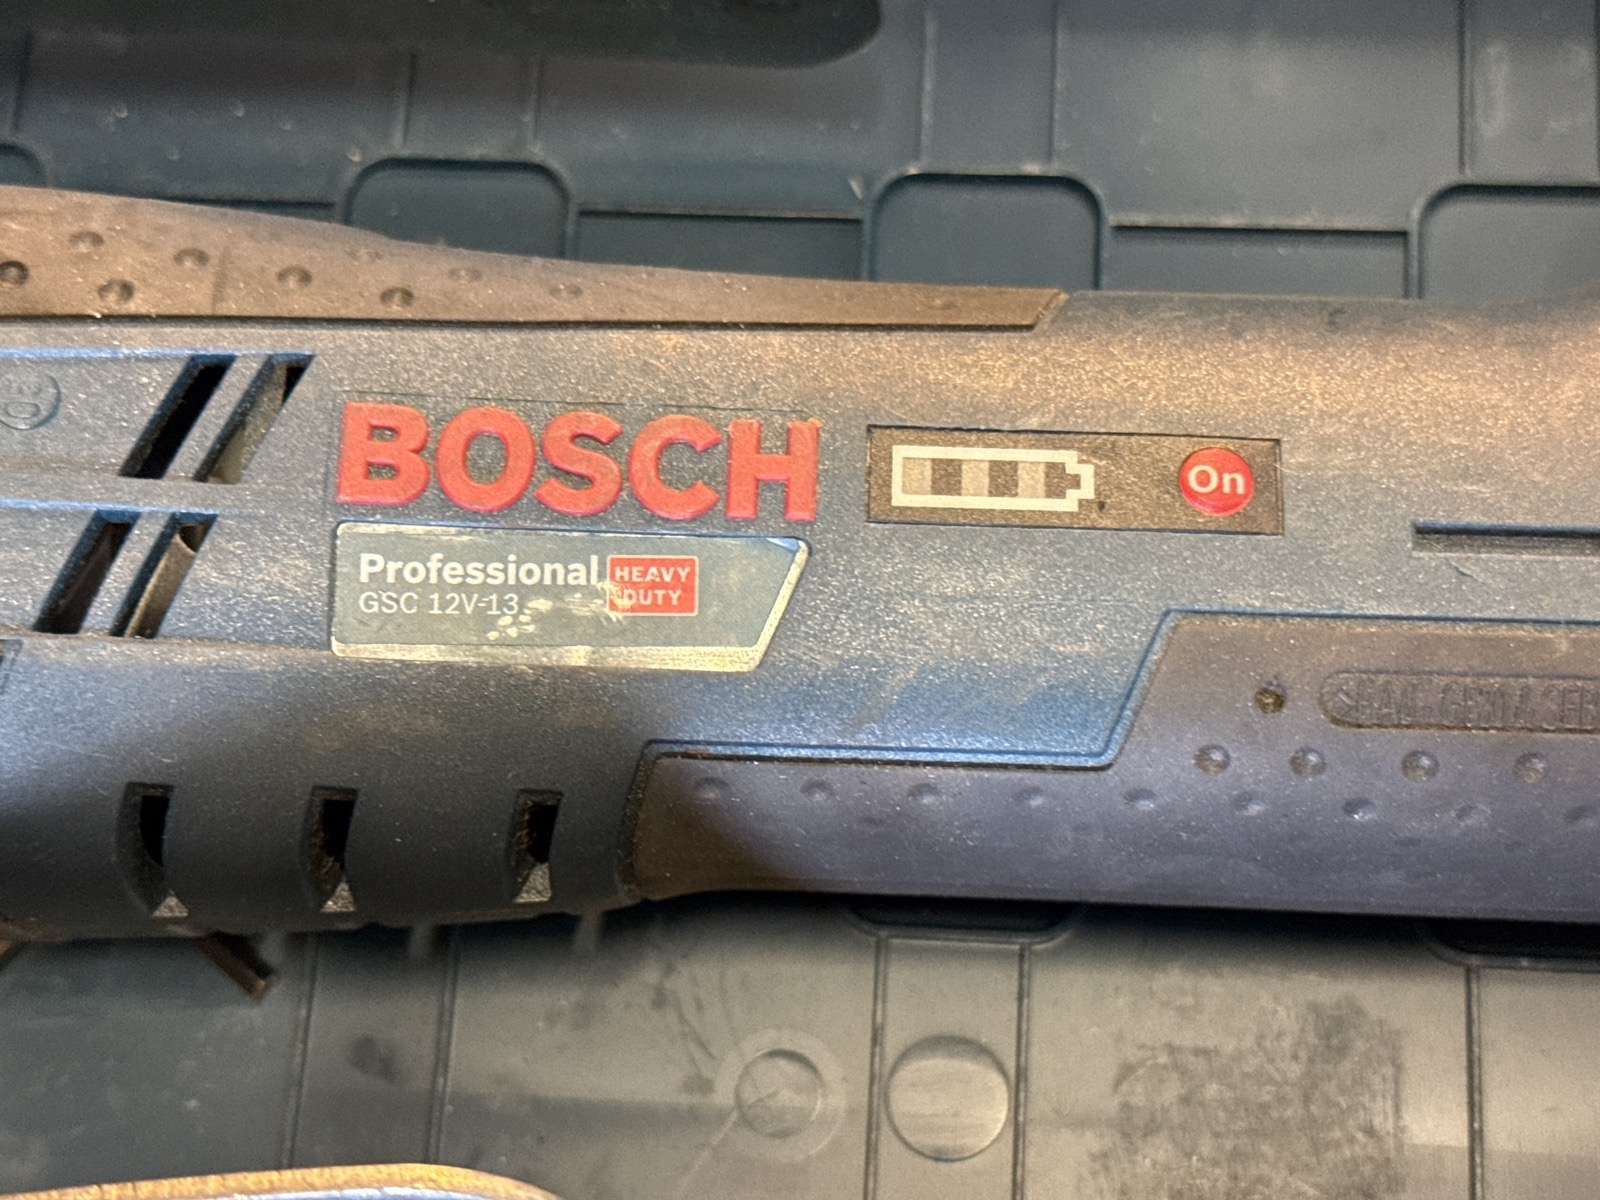 BOSCH
On
Professional
HEAVY
DUTY
GSC 12V-13